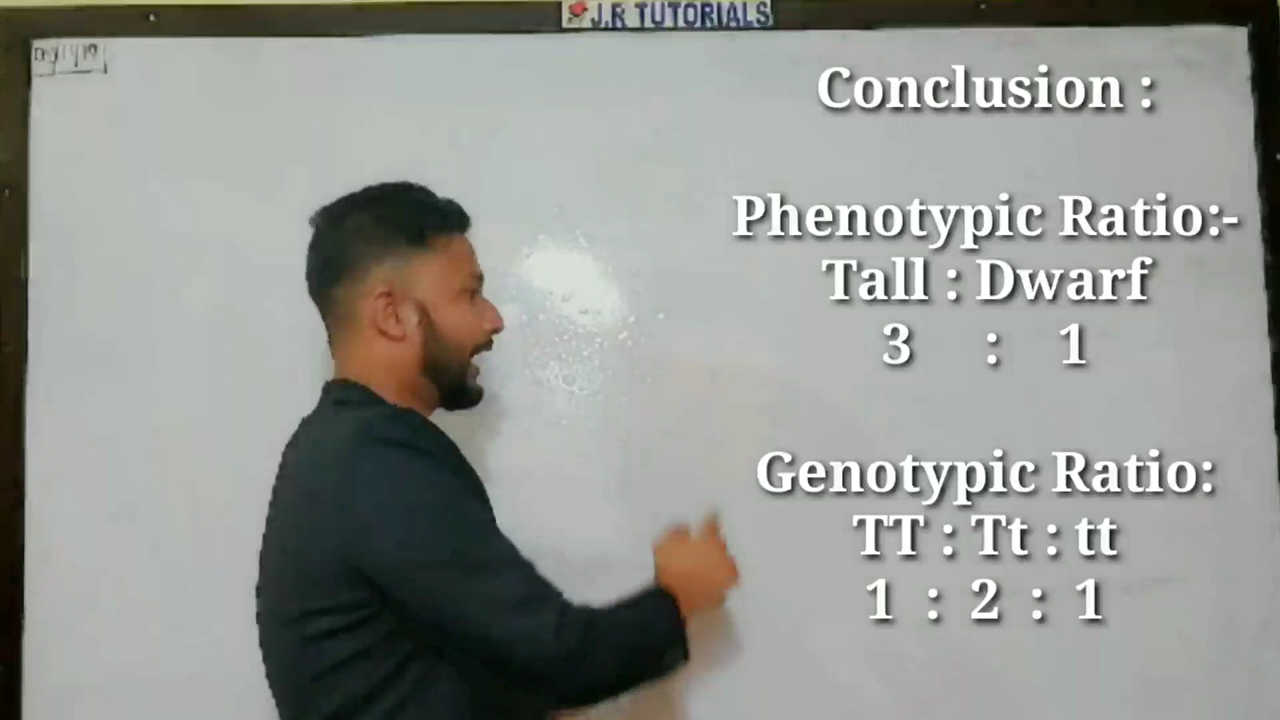 J.R TUTORIALS
Conclusion :
Phenotypic Ratio:-
Tall : Dwarf
3 : 1
Genotypic Ratio:
TT : Tt : tt
1 : 2 : 1